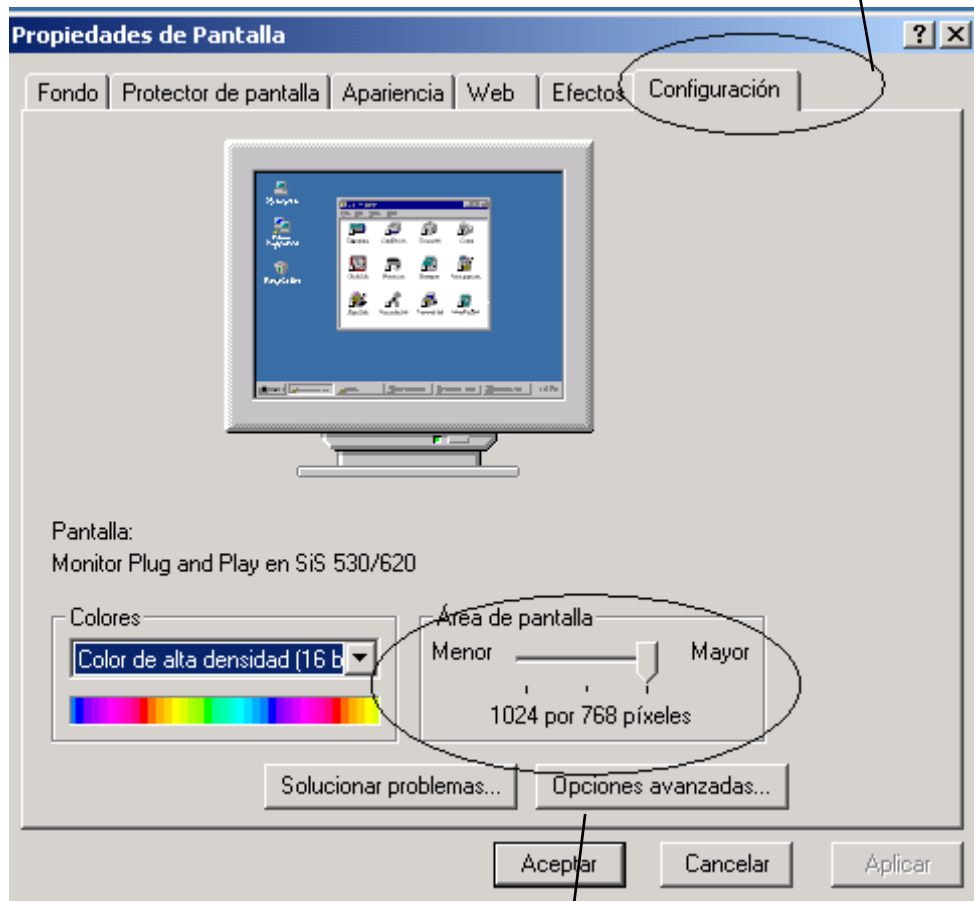 Propiedades de Pantalla
Fondo Protector de pantalla Apariencia Web Efectos Configuración
Pantalla:
Monitor Plug and Play en SiS 530/620
Colores
Color de alta densidad (16 b
Área de pantalla
Menor Mayor
1024 por 768 píxeles
Solucionar problemas... Opciones avanzadas...
Aceptar Cancelar Aplicar